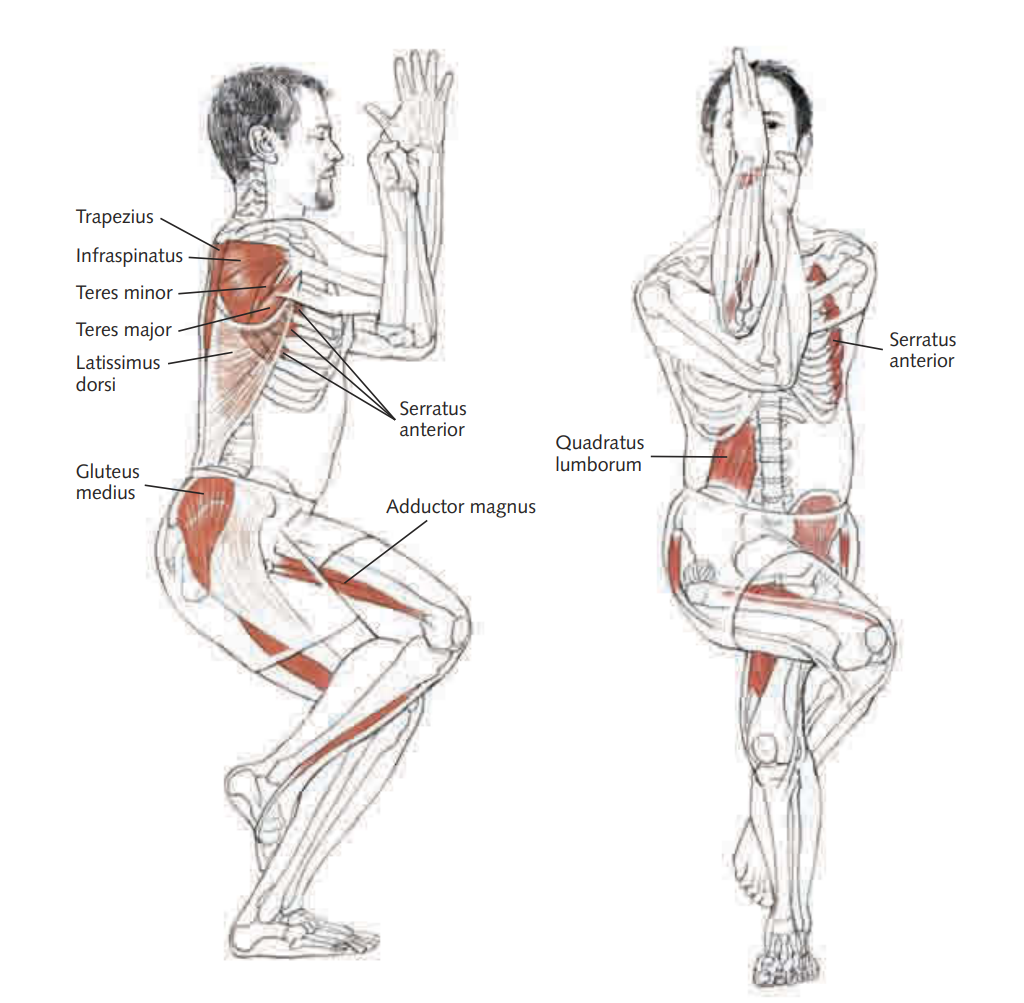 Trapezius
Infraspinatus
Teres minor
Teres major
Latissimus
dorsi
Serratus
anterior
Gluteus
medius
Adductor magnus
Serratus
anterior
Quadratus
lumborum